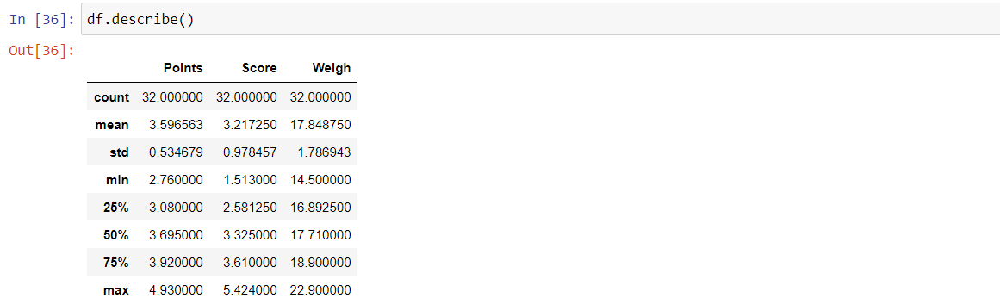 In [36]: df.describe()
Out[36]:
Points Score Weigh
count 32.000000 32.000000 32.000000
mean 3.596563 3.217250 17.848750
std 0.534679 0.978457 1.786943
min 2.760000 1.513000 14.500000
25% 3.080000 2.581250 16.892500
50% 3.695000 3.325000 17.710000
75% 3.920000 3.610000 18.900000
max 4.930000 5.424000 22.900000